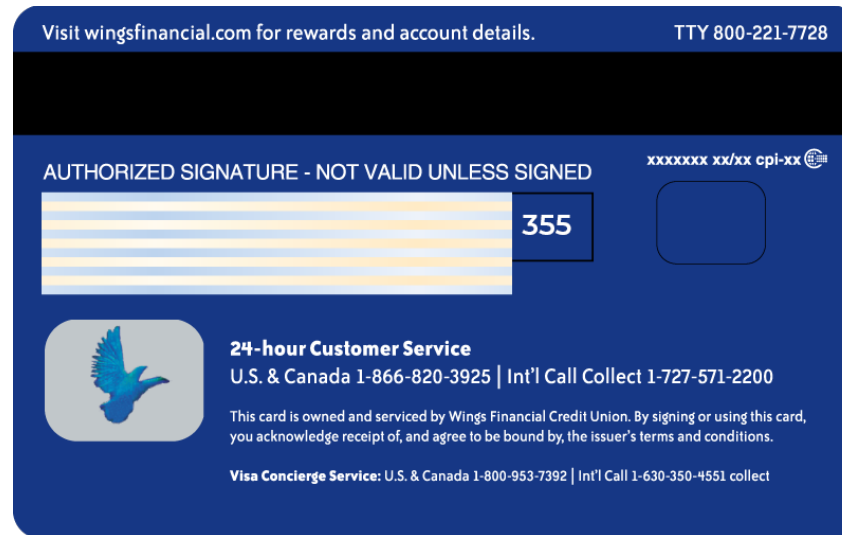 Visit wingsfinancial.com for rewards and account details. TTY 800-221-7728
xxxxxxx xx/xx cpi-xx
AUTHORIZED SIGNATURE - NOT VALID UNLESS SIGNED
355
24-hour Customer Service
U.S. & Canada 1-866-820-3925 | Int'l Call Collect 1-727-571-2200
This card is owned and serviced by Wings Financial Credit Union. By signing or using this card,
you acknowledge receipt of, and agree to be bound by, the issuer's terms and conditions.
Visa Concierge Service: U.S. & Canada 1-800-953-7392 | Int'l Call 1-630-350-4551 collect